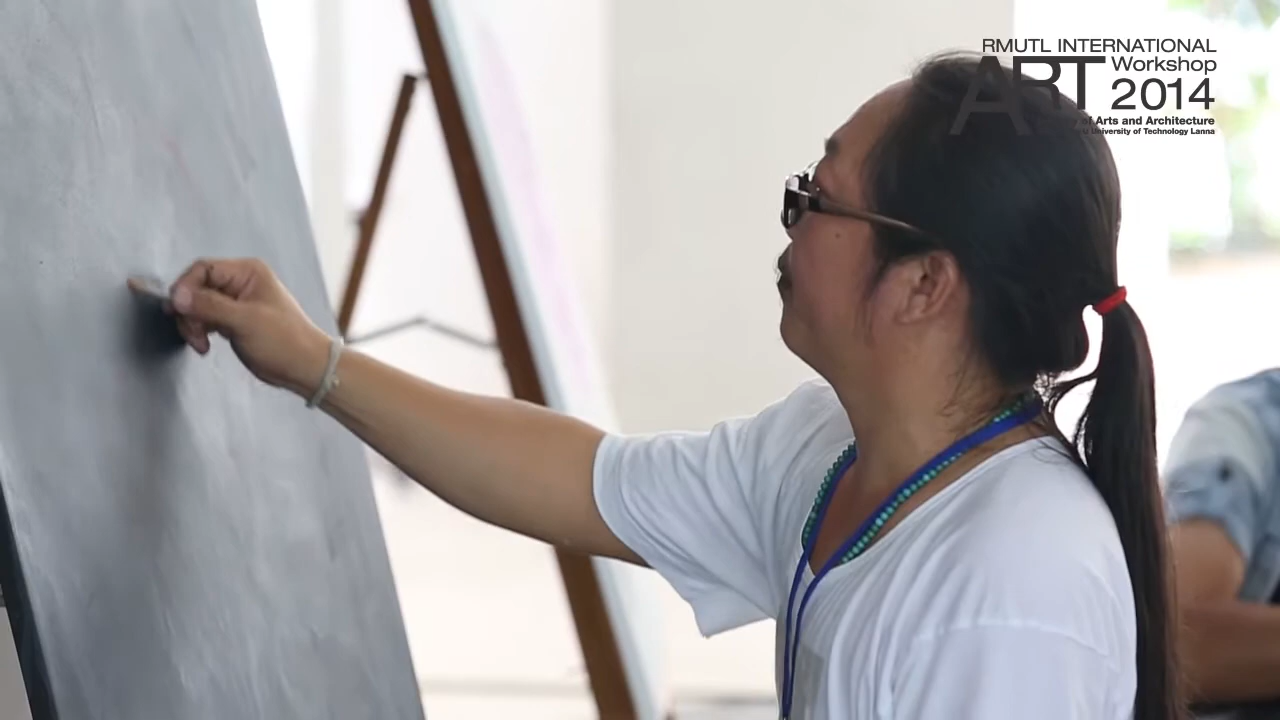 RMUTL INTERNATIONAL
ART Workshop
2014
of Arts and Architecture
University of Technology Lanna